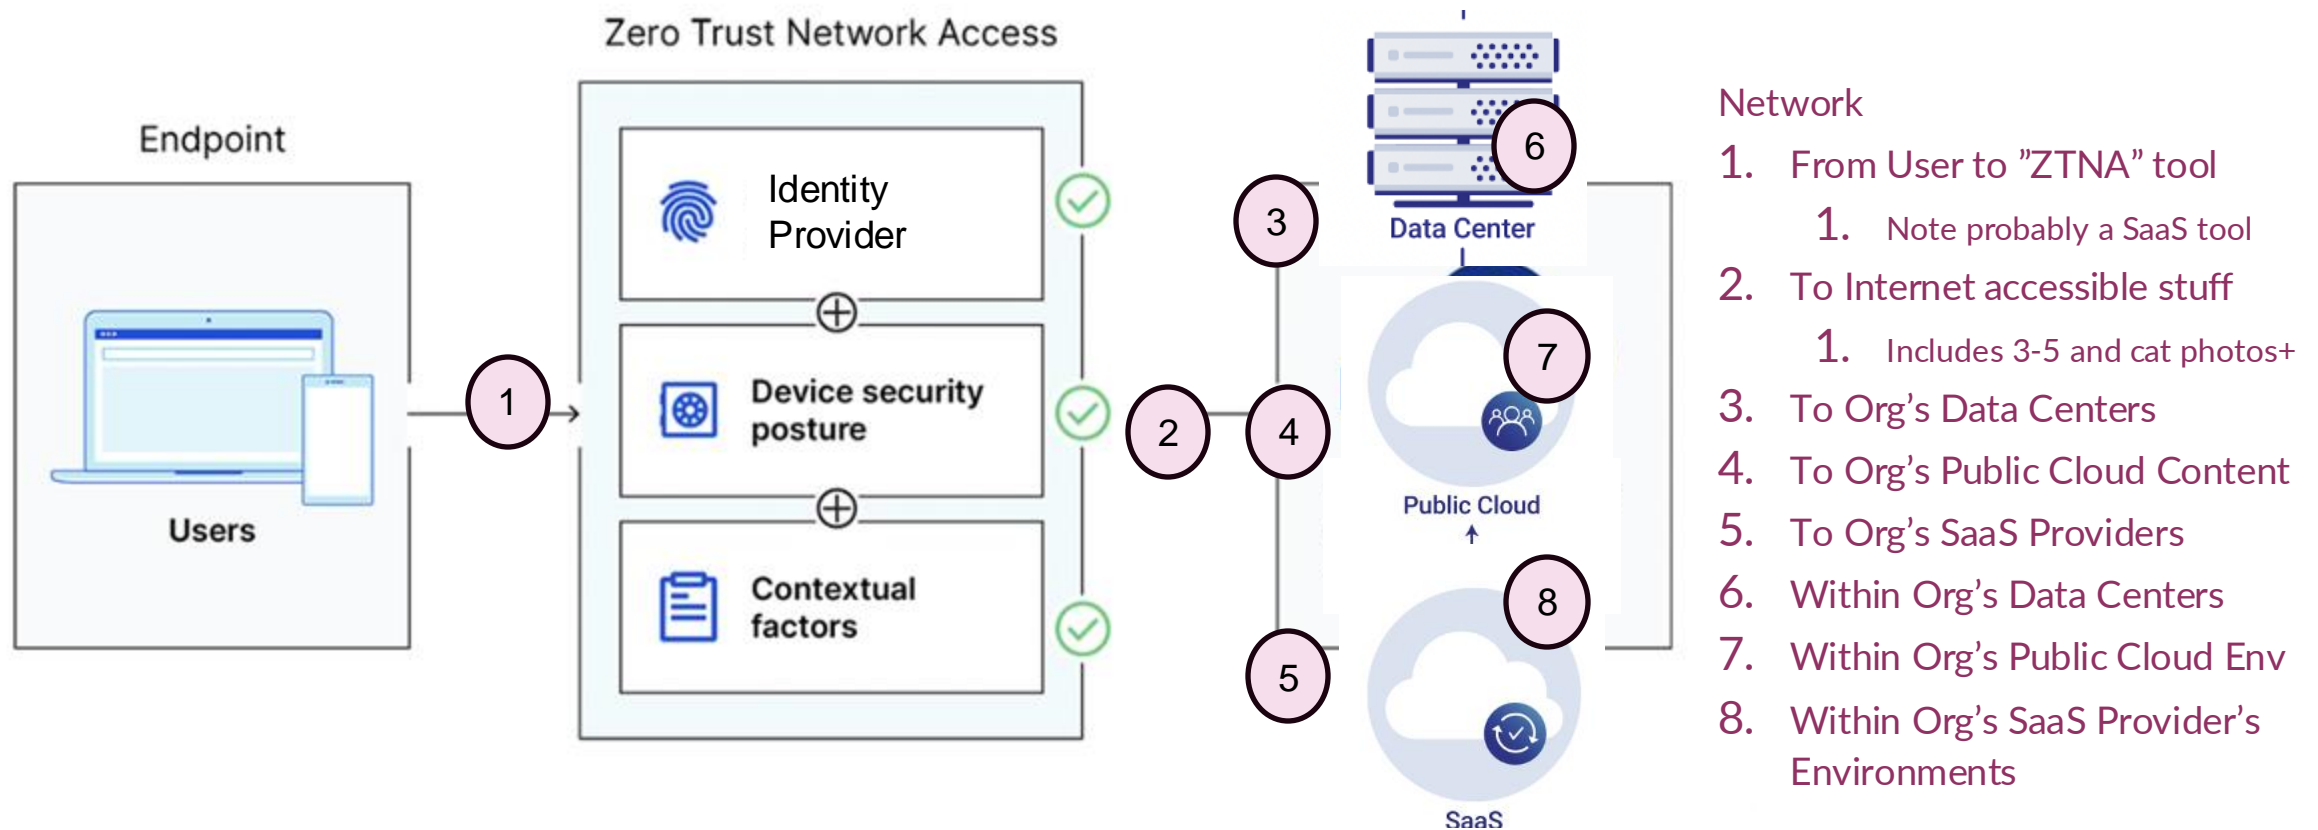 Zero Trust Network Access
Endpoint
Users
1
Identity
Provider
Device security
posture
Contextual
factors
2
3
4
5
6
Data Center
7
Public Cloud
8
SaaS
Network
1. From User to ”ZTNA” tool
1. Note probably a SaaS tool
2. To Internet accessible stuff
1. Includes 3-5 and cat photos+
3. To Org’s Data Centers
4. To Org’s Public Cloud Content
5. To Org’s SaaS Providers
6. Within Org’s Data Centers
7. Within Org’s Public Cloud Env
8. Within Org’s SaaS Provider’s
Environments